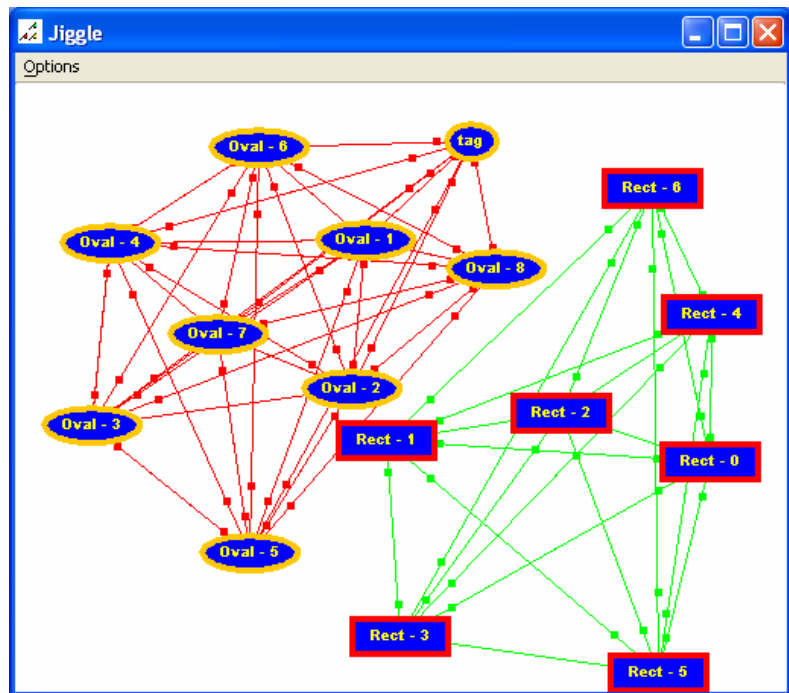 Jiggle
Options
Oval - 6
tag
Rect - 6
Oval - 4
Oval - 1
Oval - 8
Rect - 4
Oval - 7
Oval - 2
Rect - 2
Oval - 3
Rect - 1
Rect - 0
Oval - 5
Rect - 3
Rect - 5